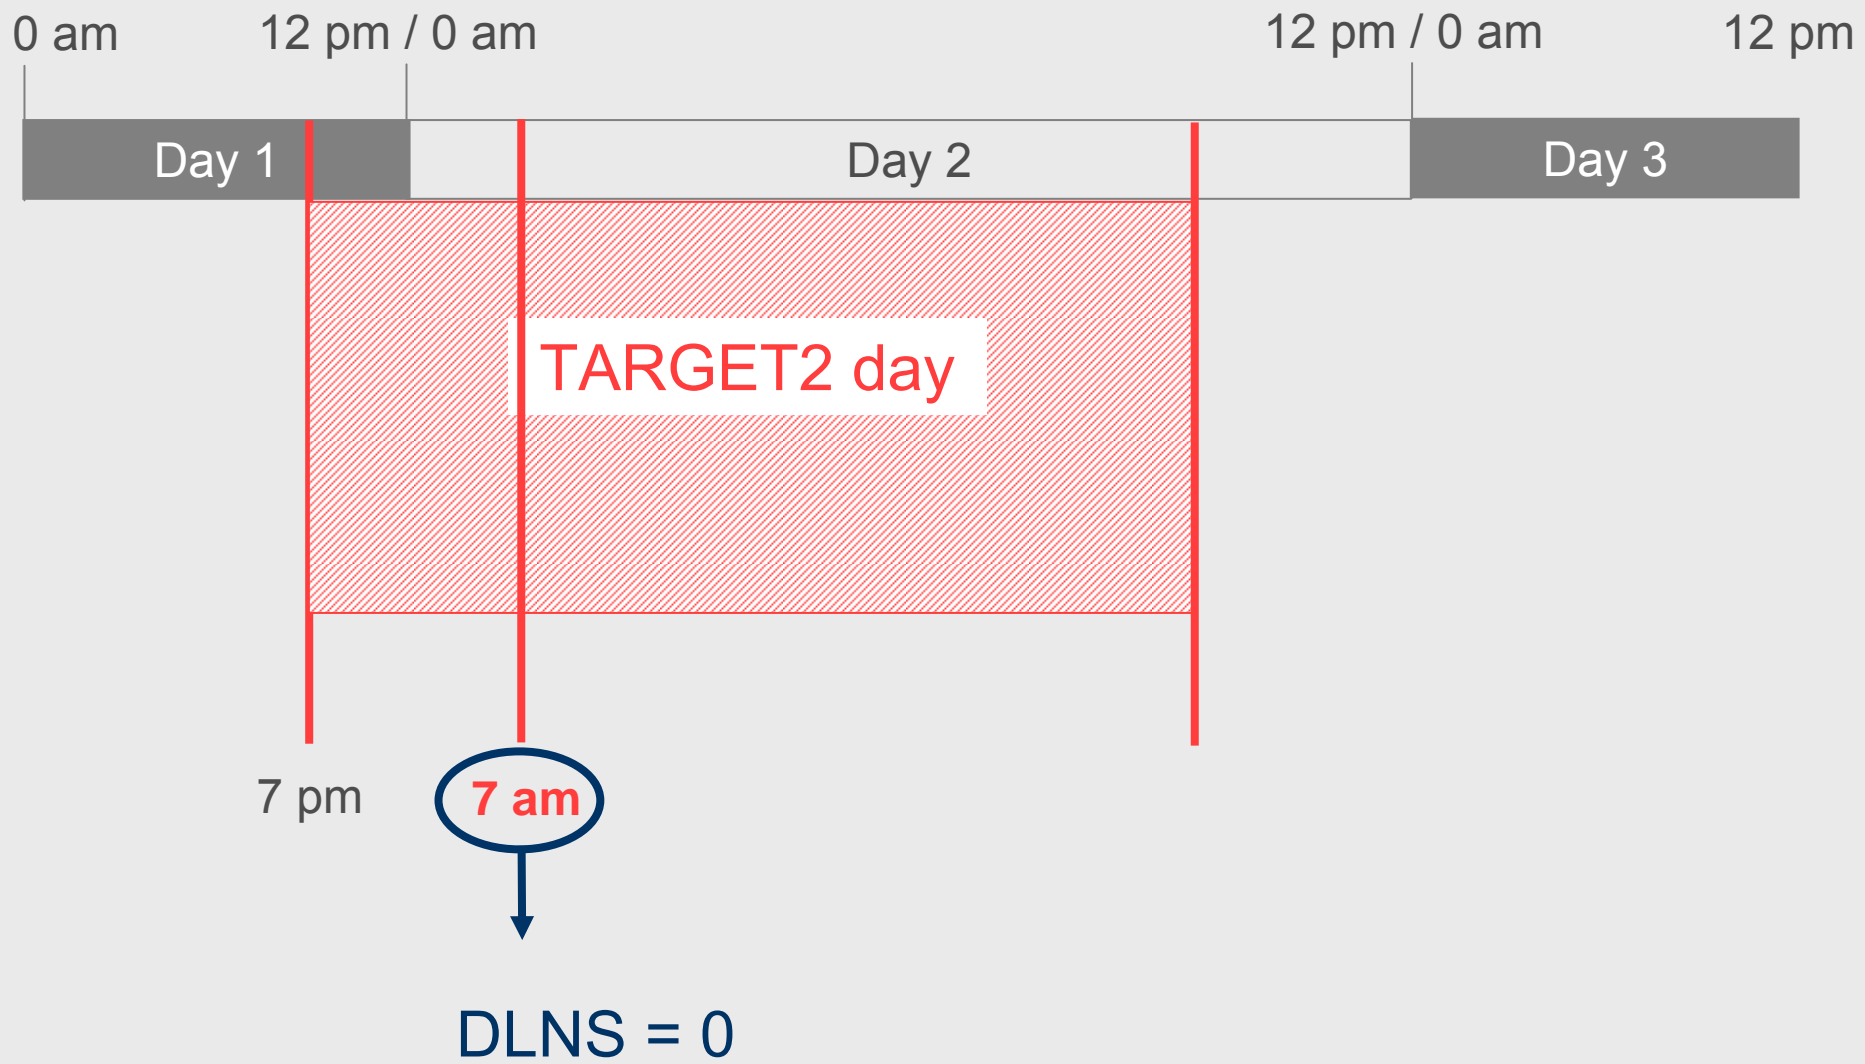 0 am 12 pm / 0 am 12 pm / 0 am 12 pm
Day 1 Day 2 Day 3
TARGET2 day
7 pm 7 am
DLNS = 0